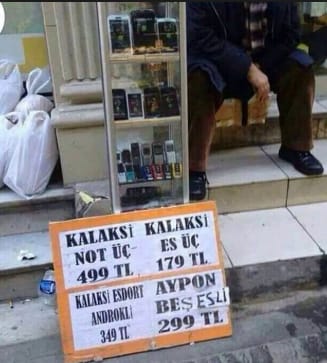 KALAKSİ
NOT ÜÇ
499 TL
KALAKSİ
ES ÜÇ
179 TL
KALAKSİ ESDORT
ANDROKLİ
349 TL
AYPON
BEŞ ESLİ
299 TL